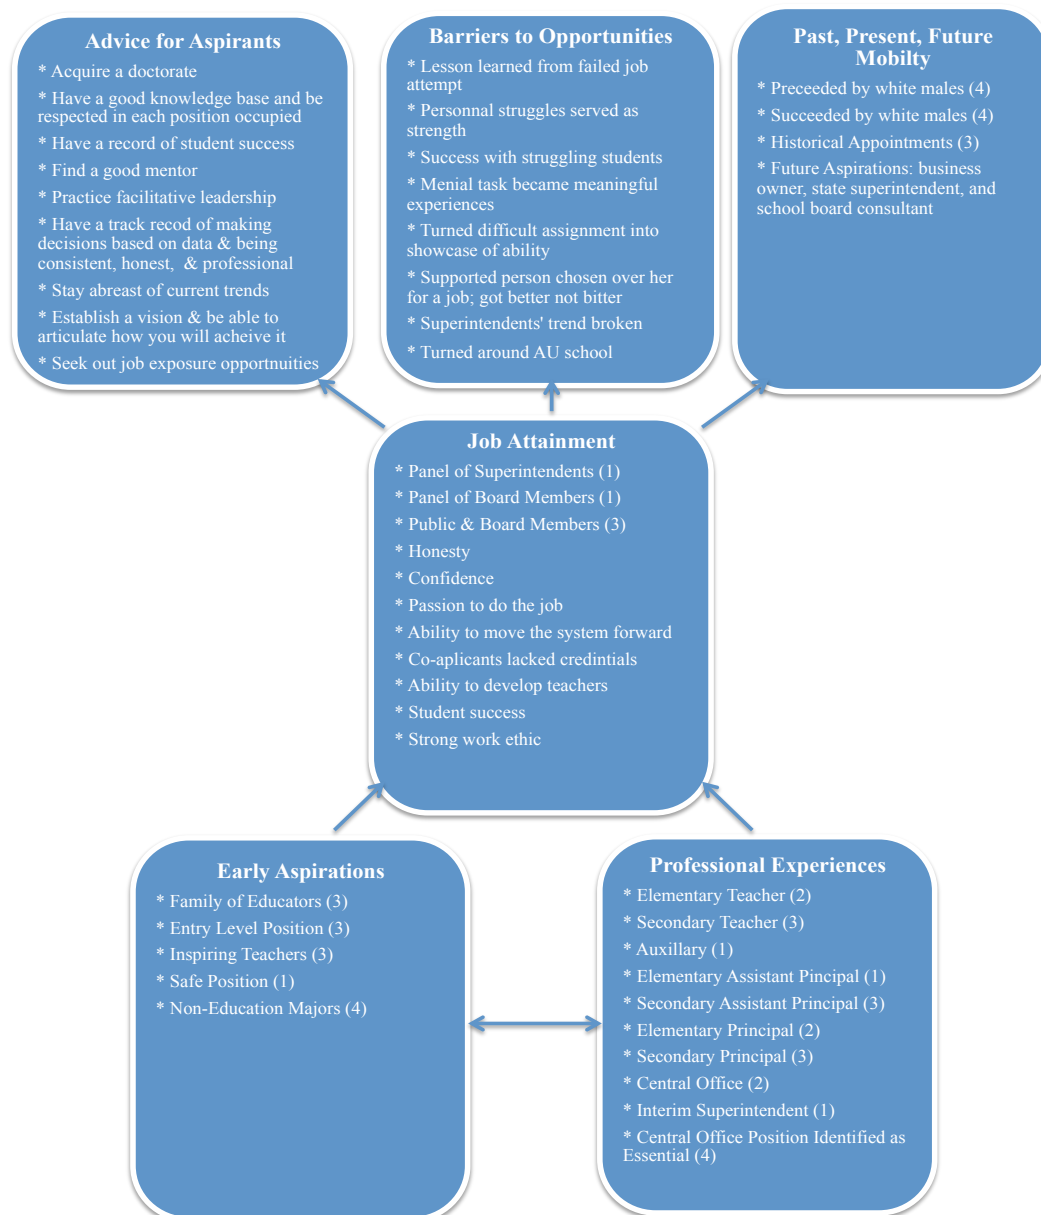 Advice for Aspirants
* Acquire a doctorate
* Have a good knowledge base and be
respected in each position occupied
* Have a record of student success
* Find a good mentor
* Practice facilitative leadership
* Have a track recod of making
decisions based on data & being
consistent, honest, & professional
* Stay abreast of current trends
* Establish a vision & be able to
articulate how you will acheive it
* Seek out job exposure opportnuities
Barriers to Opportunities
* Lesson learned from failed job
attempt
* Personnal struggles served as
strength
* Success with struggling students
* Menial task became meaningful
experiences
* Turned difficult assignment into
showcase of ability
* Supported person chosen over her
for a job; got better not bitter
* Superintendents' trend broken
* Turned around AU school
Past, Present, Future
Mobilty
* Preceeded by white males (4)
* Succeeded by white males (4)
* Historical Appointments (3)
* Future Aspirations: business
owner, state superintendent, and
school board consultant
Job Attainment
* Panel of Superintendents (1)
* Panel of Board Members (1)
* Public & Board Members (3)
* Honesty
* Confidence
* Passion to do the job
* Ability to move the system forward
* Co-aplicants lacked credintials
* Ability to develop teachers
* Student success
* Strong work ethic
Early Aspirations
* Family of Educators (3)
* Entry Level Position (3)
* Inspiring Teachers (3)
* Safe Position (1)
* Non-Education Majors (4)
Professional Experiences
* Elementary Teacher (2)
* Secondary Teacher (3)
* Auxillary (1)
* Elementary Assistant Pincipal (1)
* Secondary Assistant Principal (3)
* Elementary Principal (2)
* Secondary Principal (3)
* Central Office (2)
* Interim Superintendent (1)
* Central Office Position Identified as
Essential (4)